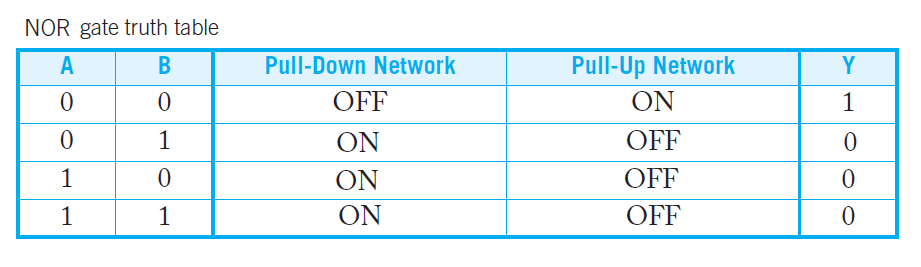 NOR gate truth table
A B Pull-Down Network Pull-Up Network Y
0 0 OFF ON 1
0 1 ON OFF 0
1 0 ON OFF 0
1 1 ON OFF 0